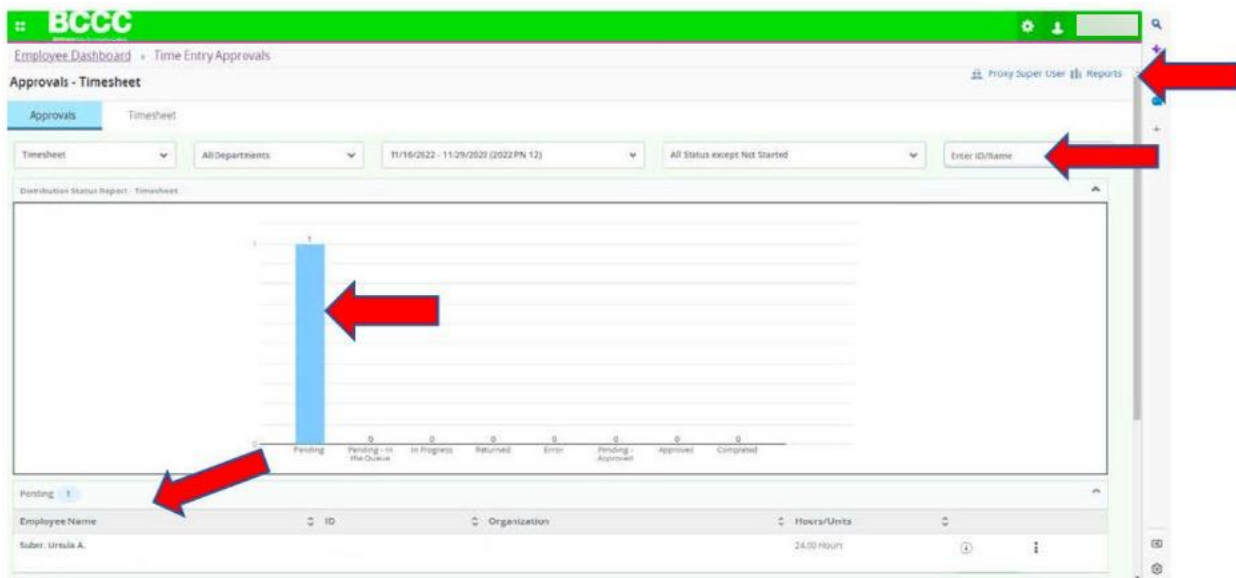 BCCC
Employee Dashboard • Time Entry Approvals
Approvals - Timesheet
Proxy Super User Reports
Approvals Timesheet
Timesheet All Departments 11/16/2022 - 11/29/2022 (2022 PN 12) All Status except Not Started Enter ID/Name
Distribution Status Report - Timesheet
1
1
0
0 0 0 0 0 0 0
Pending Pending - In the Queue In Progress Returned Error Pending - Approved Approved Completed
Pending 1
Employee Name ID Organization Hours/Units
Suber, Ursula A. 24.00 Hours